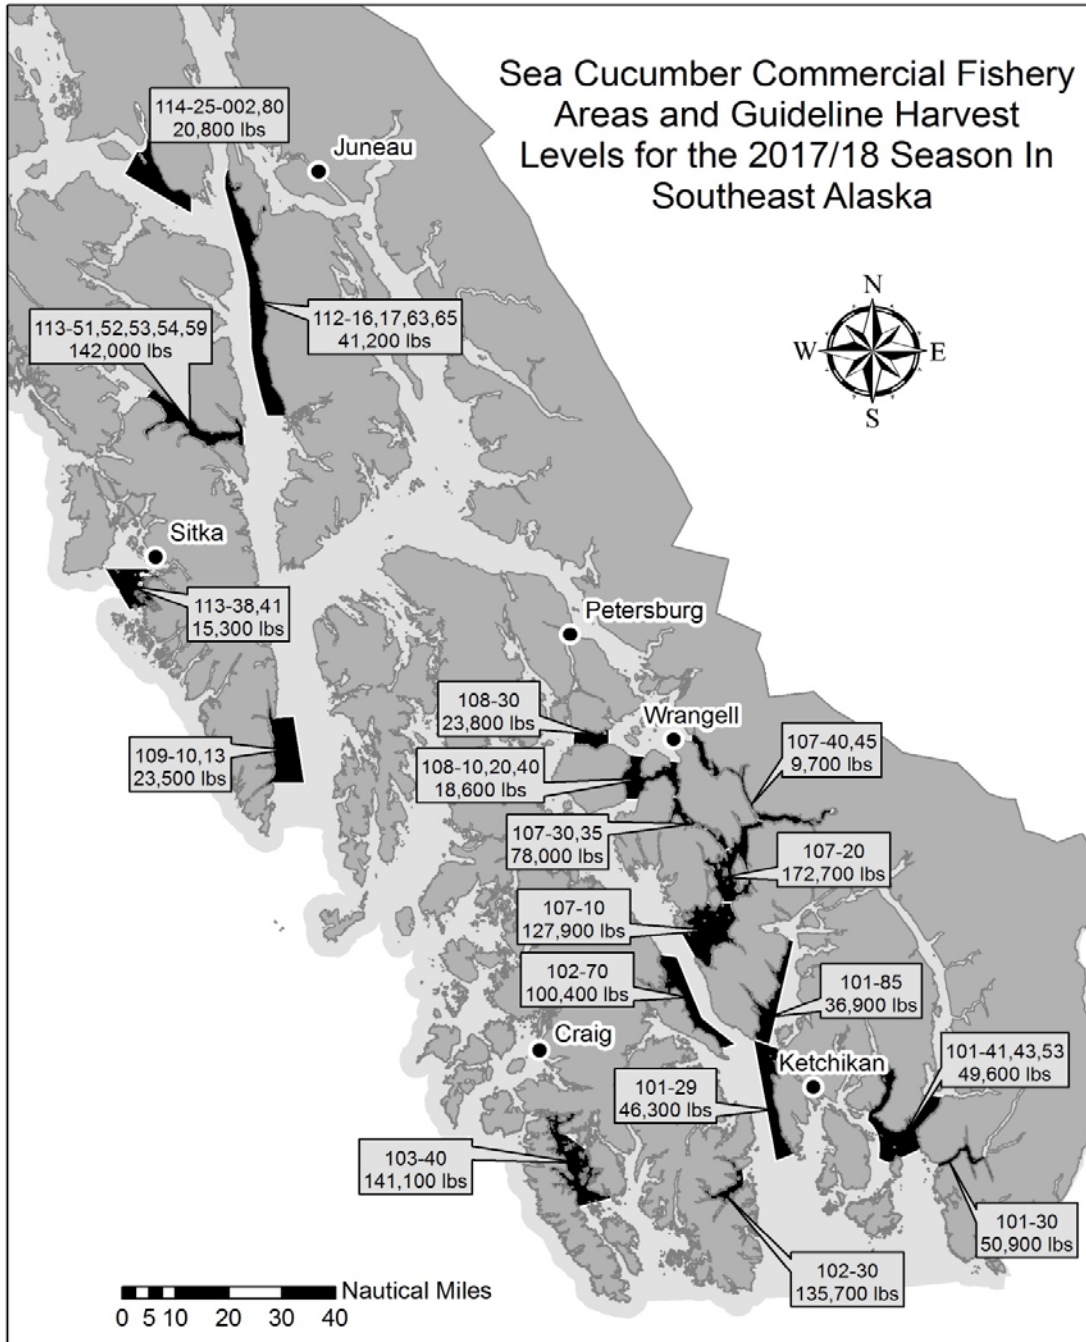 Sea Cucumber Commercial Fishery
Areas and Guideline Harvest
Levels for the 2017/18 Season In
Southeast Alaska
114-25-002,80
20,800 lbs
Juneau
N
W
E
S
113-51,52,53,54,59
142,000 lbs
112-16,17,63,65
41,200 lbs
Sitka
113-38,41
15,300 lbs
Petersburg
108-30
23,800 lbs
Wrangell
109-10,13
23,500 lbs
108-10,20,40
18,600 lbs
107-40,45
9,700 lbs
107-30,35
78,000 lbs
107-20
172,700 lbs
107-10
127,900 lbs
102-70
100,400 lbs
101-85
36,900 lbs
Craig
Ketchikan
101-41,43,53
49,600 lbs
101-29
46,300 lbs
103-40
141,100 lbs
101-30
50,900 lbs
102-30
135,700 lbs
Nautical Miles
0 5 10 20 30 40